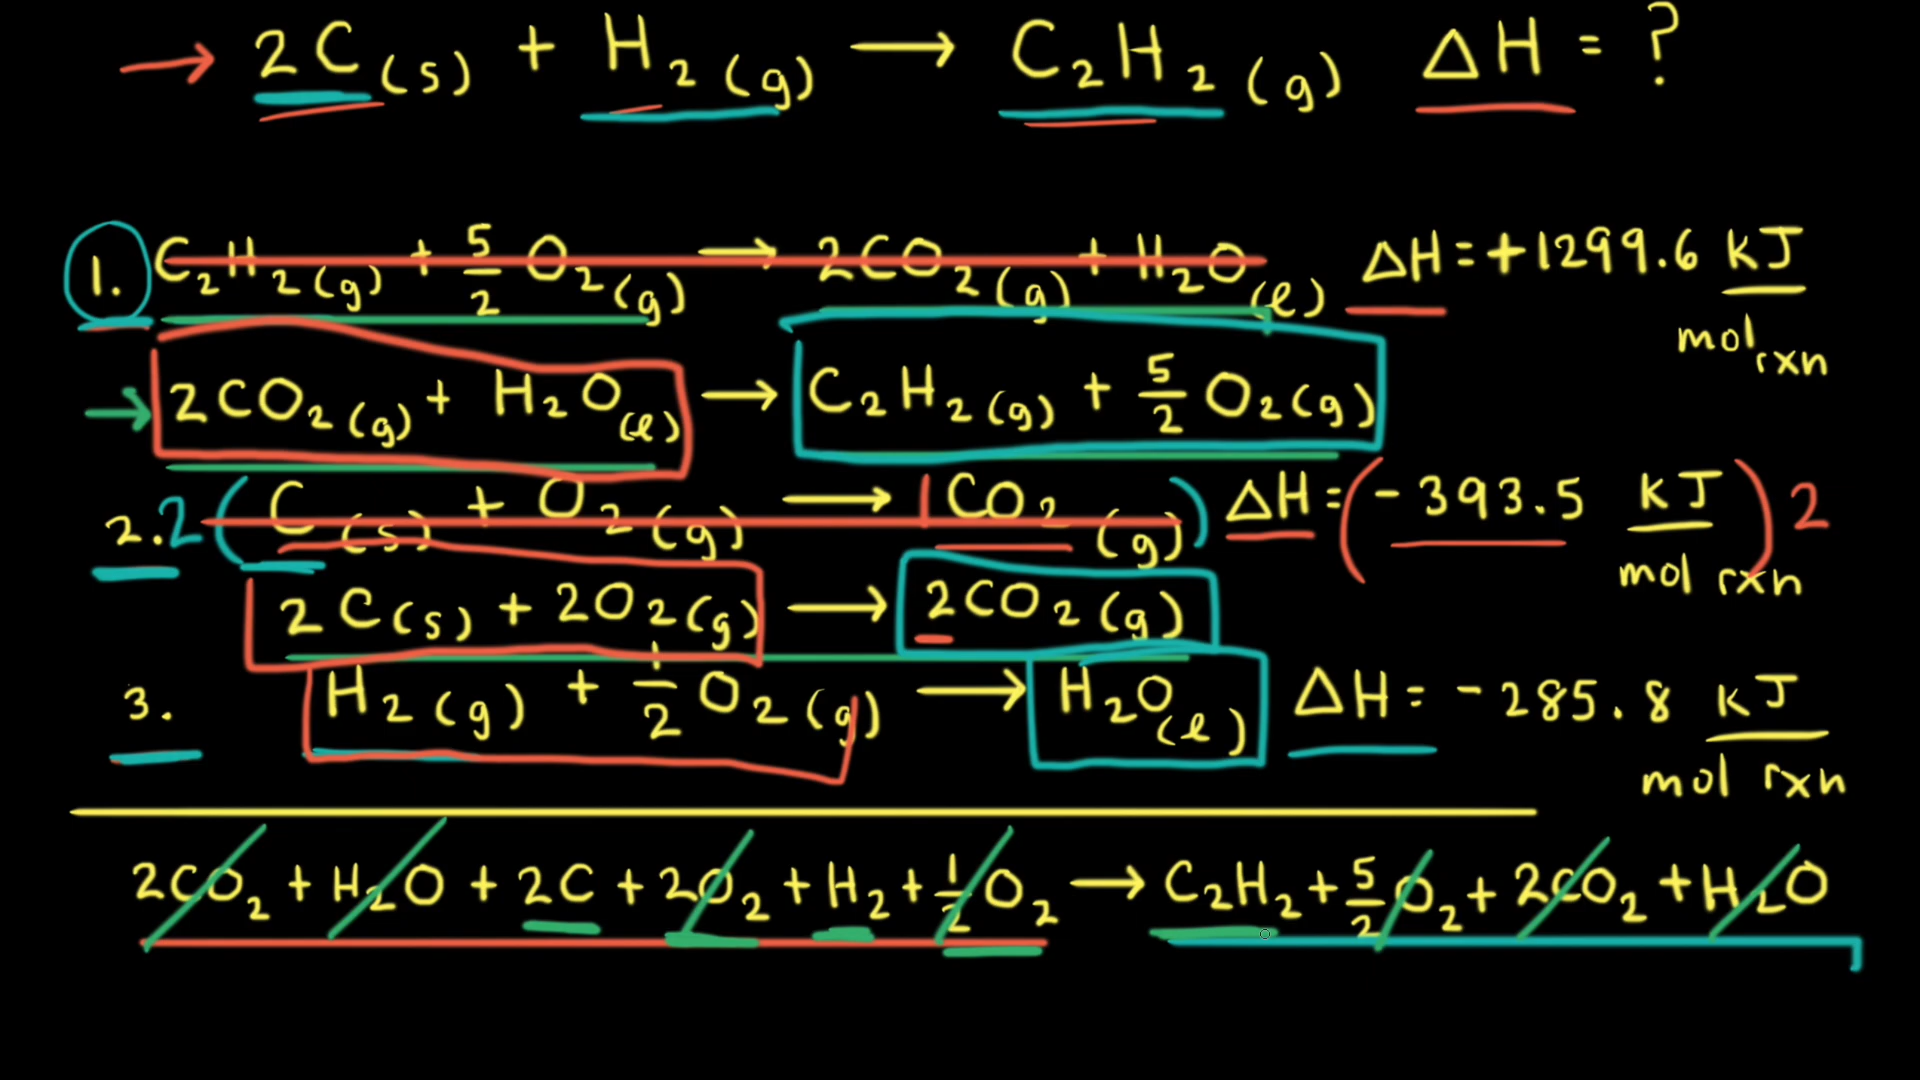 → 2C(s) + H₂(g) → C₂H₂(g) ΔH = ?
1. C₂H₂(g) + 5/2 O₂(g) → 2CO₂(g) + H₂O(l) ΔH = +1299.6 kJ/mol rxn
→ 2CO₂(g) + H₂O(l) → C₂H₂(g) + 5/2 O₂(g)
2. 2(C(s) + O₂(g) → 1CO₂(g)) ΔH = (-393.5 kJ/mol rxn)2
2C(s) + 2O₂(g) → 2CO₂(g)
3. H₂(g) + 1/2 O₂(g) → H₂O(l) ΔH = -285.8 kJ/mol rxn
2CO₂ + H₂O + 2C + 2O₂ + H₂ + 1/2 O₂ → C₂H₂ + 5/2 O₂ + 2CO₂ + H₂O